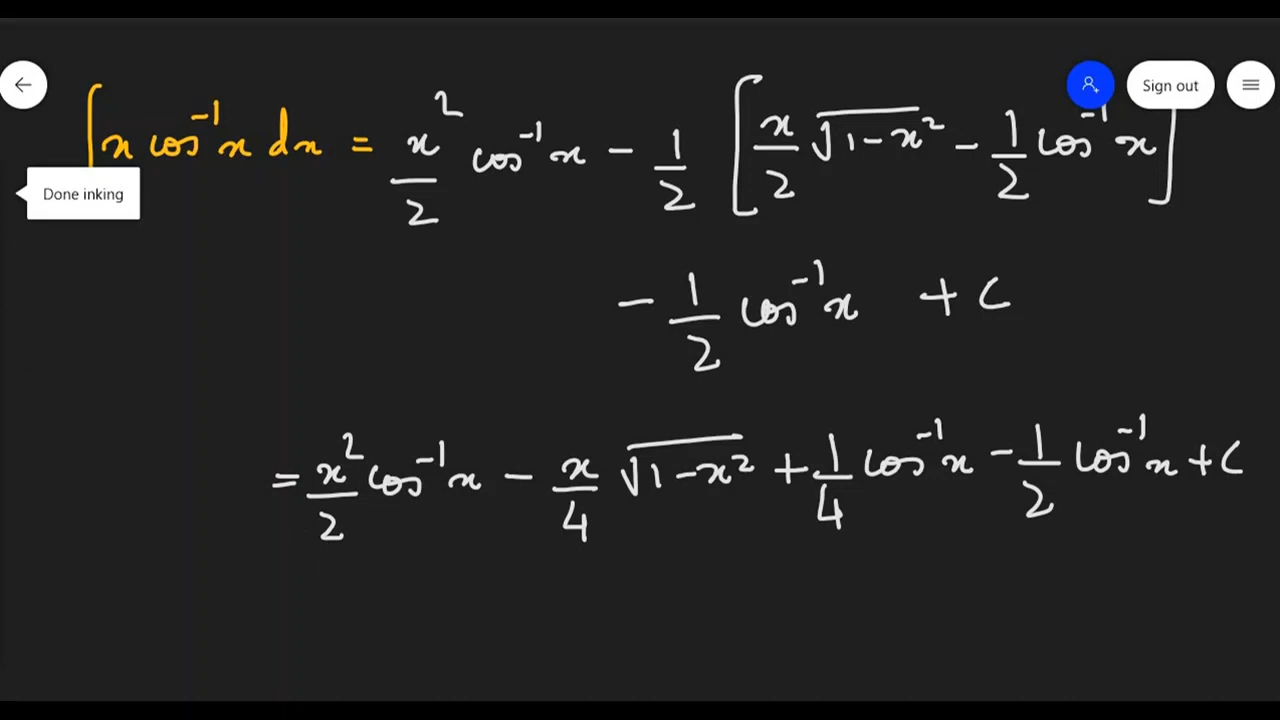 Sign out
∫ x cos⁻¹x dx = x²/2 cos⁻¹x − 1/2 [ x/2 √(1−x²) − 1/2 cos⁻¹x ]
Done inking
− 1/2 cos⁻¹x + c
= x²/2 cos⁻¹x − x/4 √(1−x²) + 1/4 cos⁻¹x − 1/2 cos⁻¹x + c